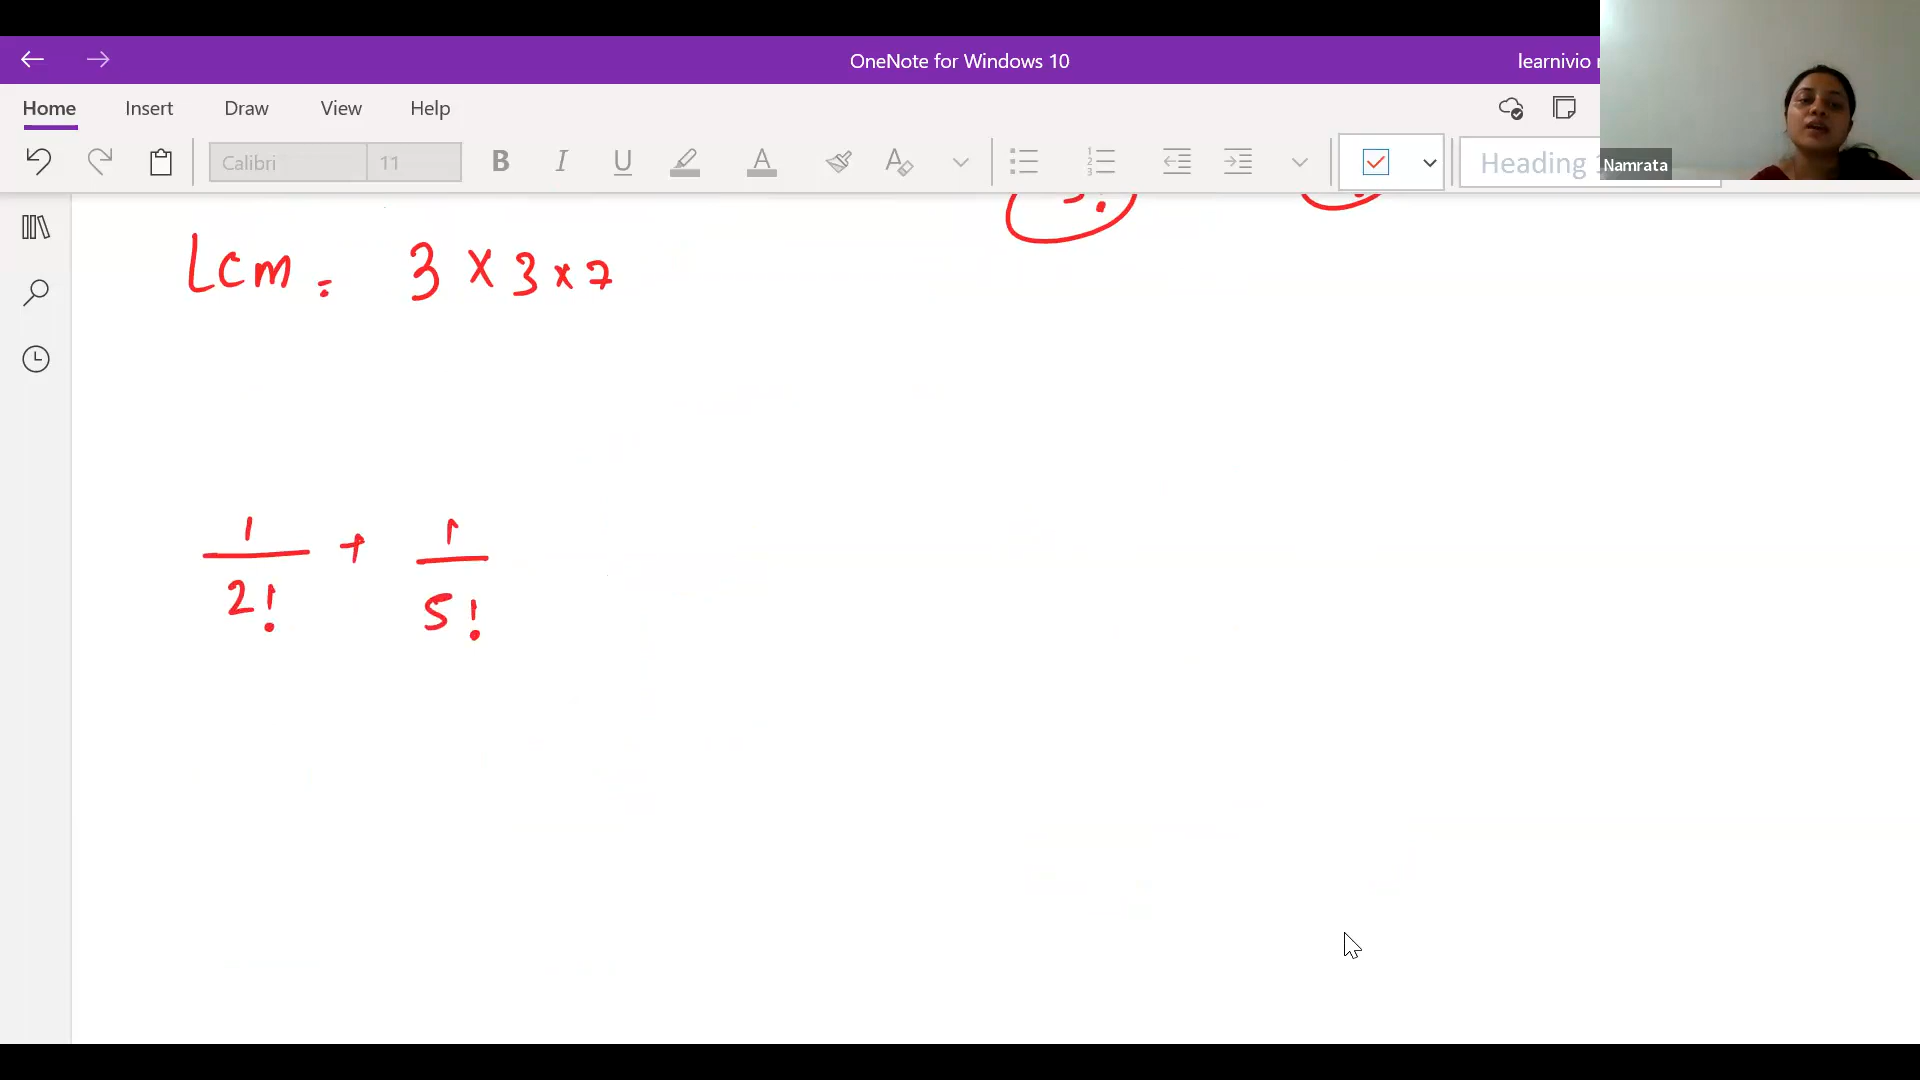 OneNote for Windows 10
learnivio
Home Insert Draw View Help
Calibri 11 B I U A A Heading
Namrata
Lcm = 3 × 3 × 7
1/2! + 1/5!